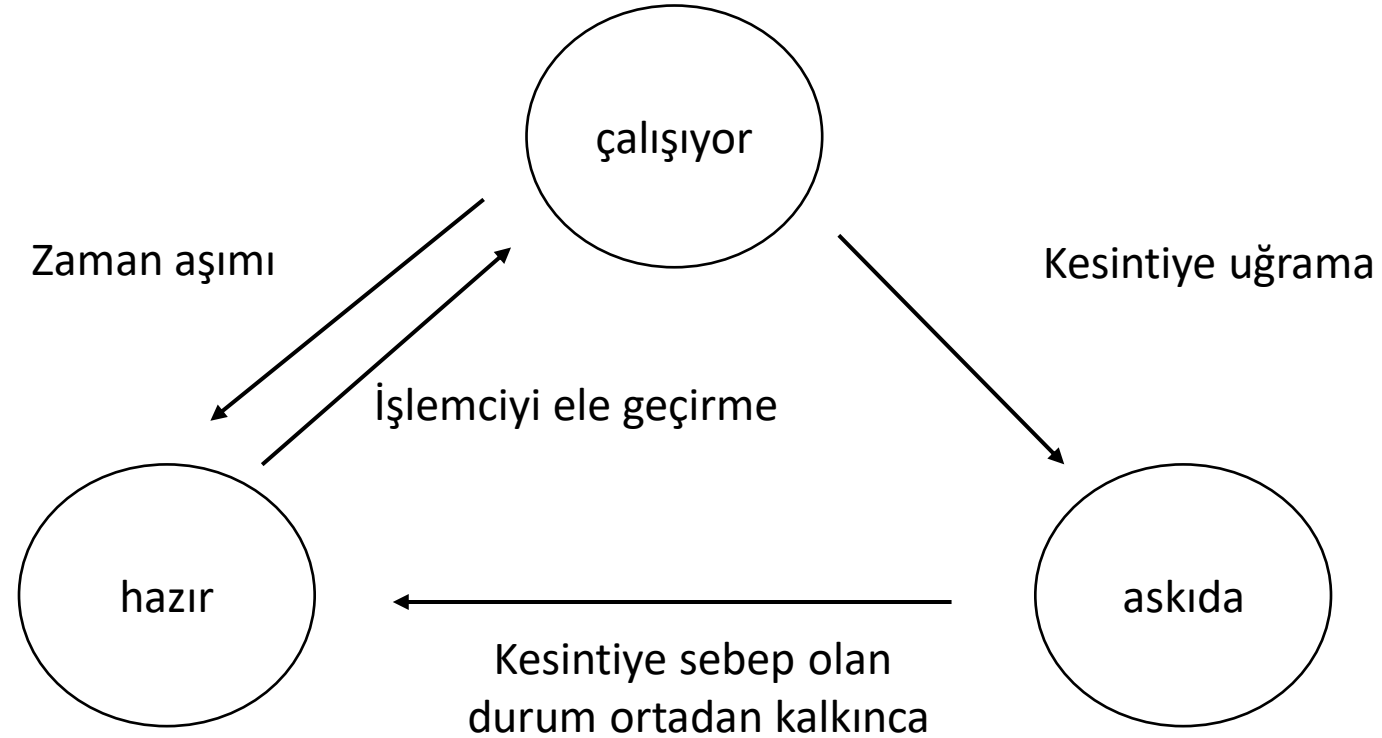 çalışıyor
Zaman aşımı
Kesintiye uğrama
İşlemciyi ele geçirme
hazır
askıda
Kesintiye sebep olan
durum ortadan kalkınca